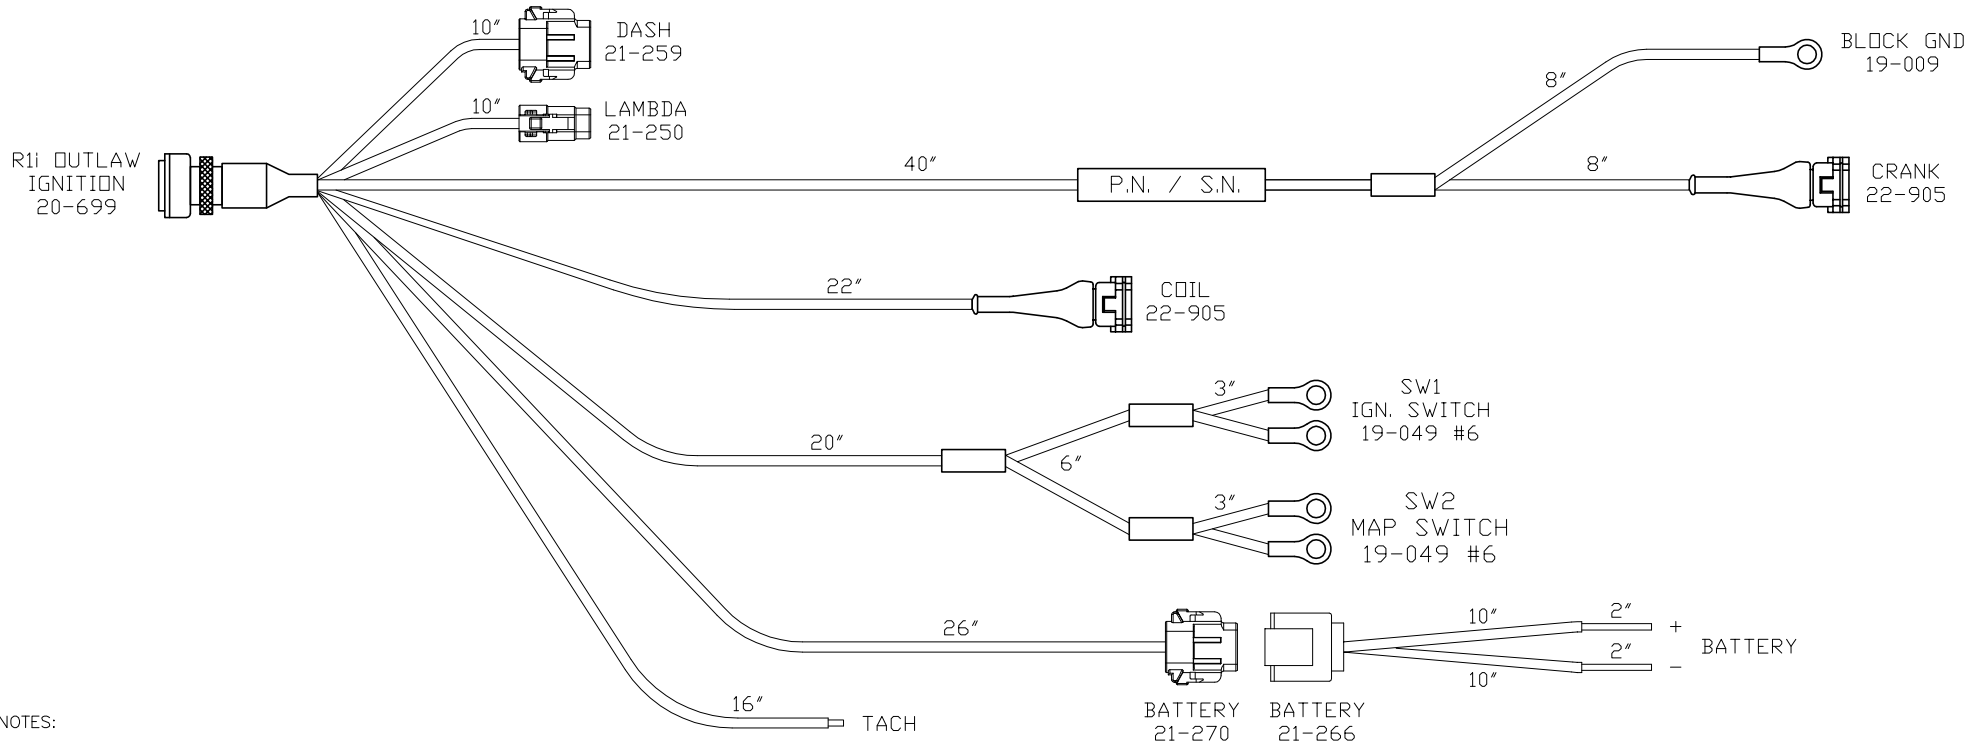 10"
DASH
21-259
10"
LAMBDA
21-250
R1i OUTLAW
IGNITION
20-699
40"
P.N. / S.N.
8"
BLOCK GND
19-009
8"
CRANK
22-905
22"
COIL
22-905
20"
6"
3"
SW1
IGN. SWITCH
19-049 #6
3"
SW2
MAP SWITCH
19-049 #6
26"
BATTERY
21-270
BATTERY
21-266
10"
2"
+
10"
2"
-
BATTERY
16"
TACH
NOTES: